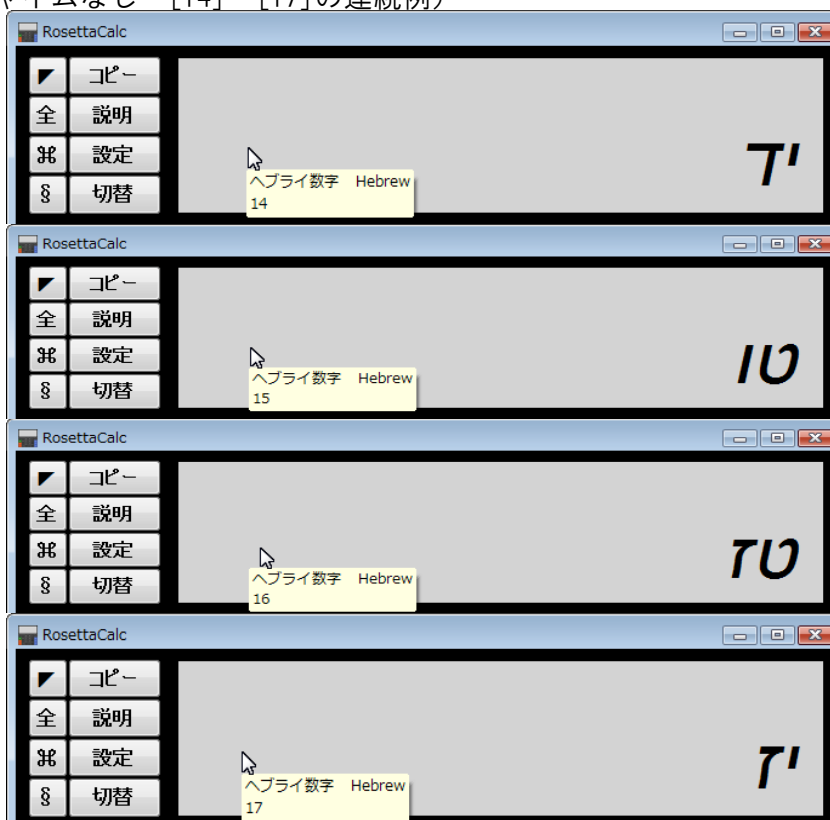 [14] [17]の連続例)
RosettaCalc
◤ コピー
全 説明
⌘ 設定
§ 切替
יד
ヘブライ数字 Hebrew
14
RosettaCalc
◤ コピー
全 説明
⌘ 設定
§ 切替
טו
ヘブライ数字 Hebrew
15
RosettaCalc
◤ コピー
全 説明
⌘ 設定
§ 切替
טז
ヘブライ数字 Hebrew
16
RosettaCalc
◤ コピー
全 説明
⌘ 設定
§ 切替
יז
ヘブライ数字 Hebrew
17